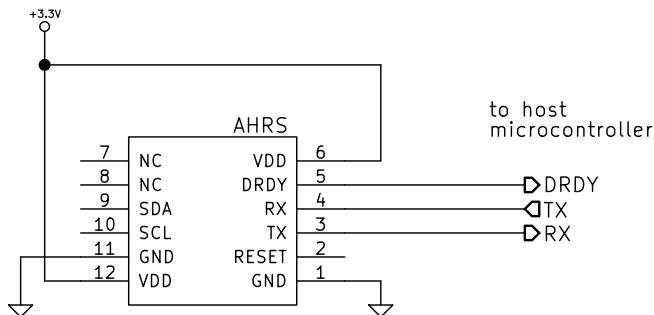 +3.3V
to host
microcontroller
AHRS
7 NC VDD 6
8 NC DRDY 5 DRDY
9 SDA RX 4 TX
10 SCL TX 3 RX
11 GND RESET 2
12 VDD GND 1